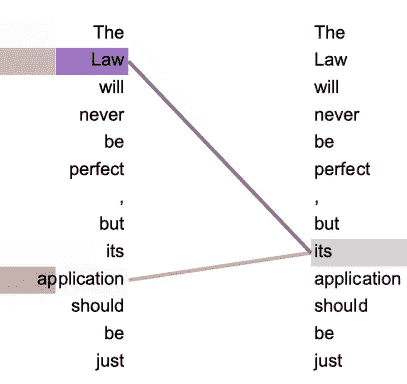 The The
Law Law
will will
never never
be be
perfect perfect
, ,
but but
its its
application application
should should
be be
just just